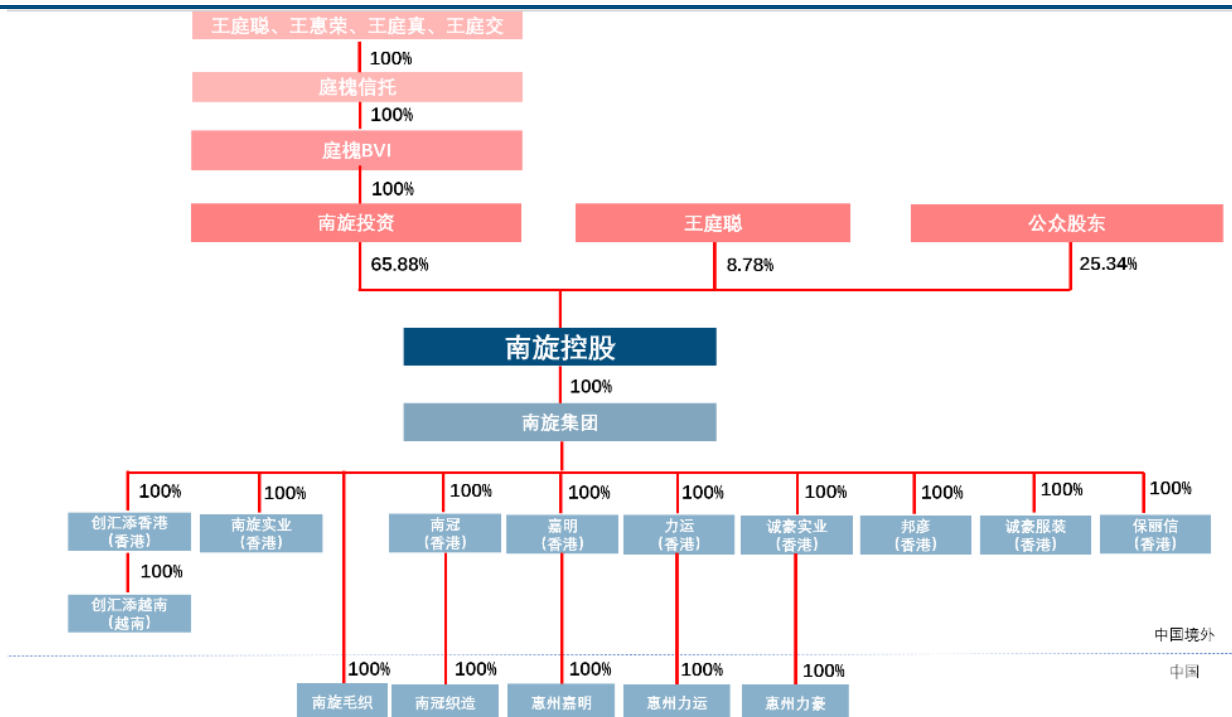 王庭聪、王惠荣、王庭真、王庭交
100%
庭槐信托
100%
庭槐BVI
100%
南旋投资
王庭聪
公众股东
65.88%
8.78%
25.34%
南旋控股
100%
南旋集团
100%
100%
100%
100%
100%
100%
100%
100%
100%
创汇添香港
(香港)
南旋实业
(香港)
南冠
(香港)
嘉明
(香港)
力运
(香港)
诚豪实业
(香港)
邦彦
(香港)
诚豪服装
(香港)
保丽信
(香港)
100%
创汇添越南
(越南)
中国境外
100%
100%
100%
100%
100%
中国
南旋毛织
南冠织造
惠州嘉明
惠州力运
惠州力豪